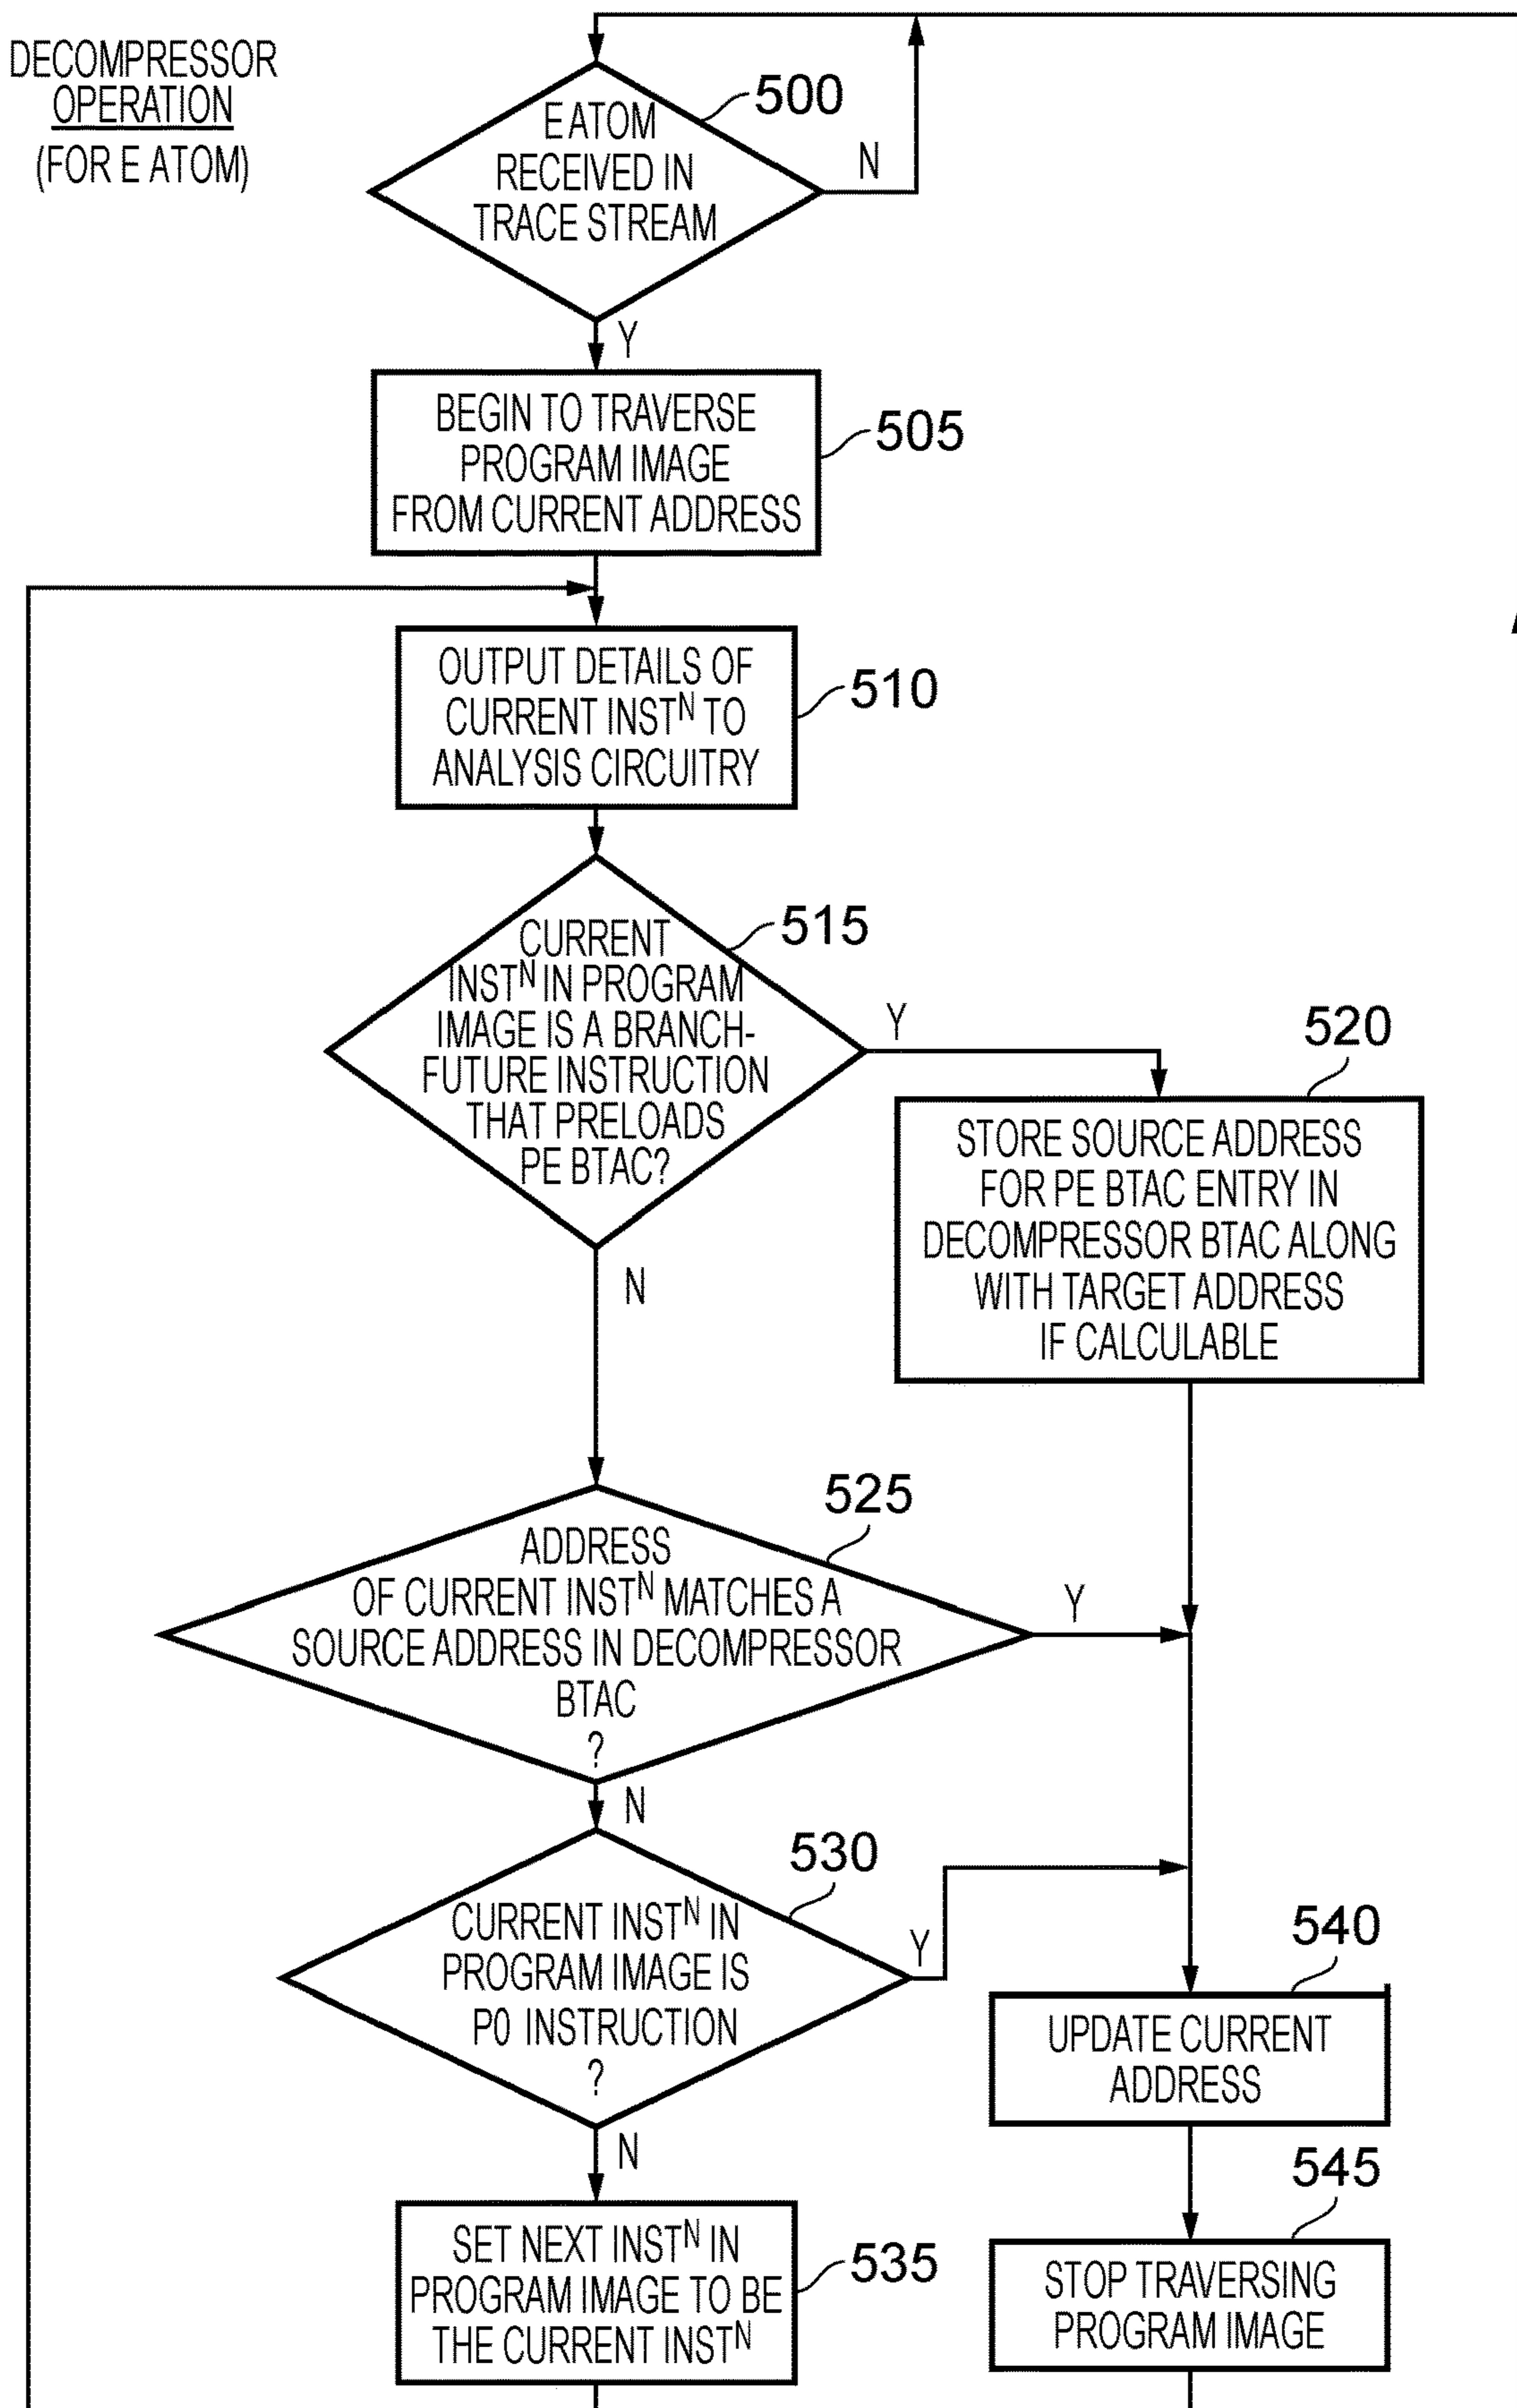 DECOMPRESSOR
OPERATION
(FOR E ATOM)
500
E ATOM
RECEIVED IN
TRACE STREAM
N
Y
BEGIN TO TRAVERSE
PROGRAM IMAGE
FROM CURRENT ADDRESS
505
OUTPUT DETAILS OF
CURRENT INSTᴺ TO
ANALYSIS CIRCUITRY
510
CURRENT
INSTᴺ IN PROGRAM
IMAGE IS A BRANCH-
FUTURE INSTRUCTION
THAT PRELOADS
PE BTAC?
515
Y
N
520
STORE SOURCE ADDRESS
FOR PE BTAC ENTRY IN
DECOMPRESSOR BTAC ALONG
WITH TARGET ADDRESS
IF CALCULABLE
525
ADDRESS
OF CURRENT INSTᴺ MATCHES A
SOURCE ADDRESS IN DECOMPRESSOR
BTAC
?
Y
N
530
CURRENT INSTᴺ IN
PROGRAM IMAGE IS
P0 INSTRUCTION
?
Y
N
540
UPDATE CURRENT
ADDRESS
SET NEXT INSTᴺ IN
PROGRAM IMAGE TO BE
THE CURRENT INSTᴺ
535
545
STOP TRAVERSING
PROGRAM IMAGE